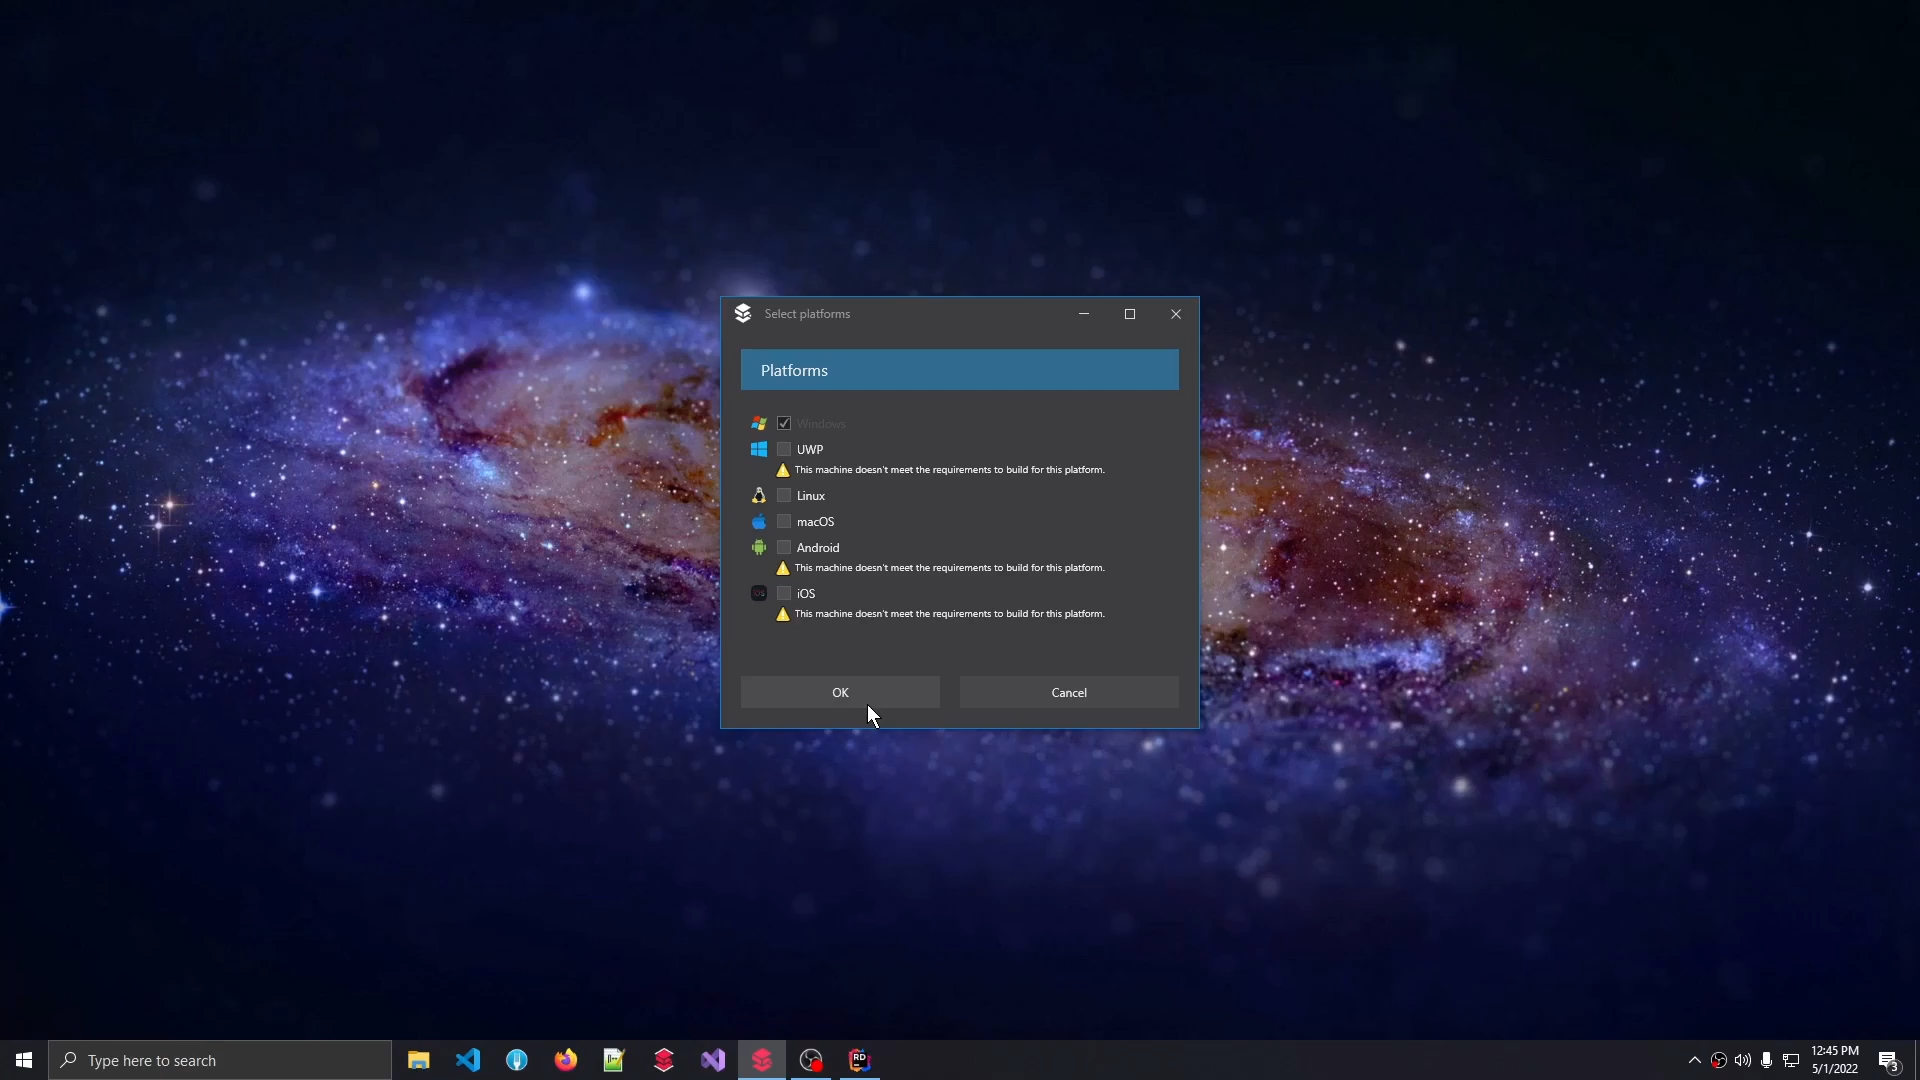 Select platforms
Platforms
Windows
UWP
This machine doesn't meet the requirements to build for this platform.
Linux
macOS
Android
This machine doesn't meet the requirements to build for this platform.
iOS
This machine doesn't meet the requirements to build for this platform.
OK
Cancel
Type here to search
RD
12:45 PM
5/1/2022
3